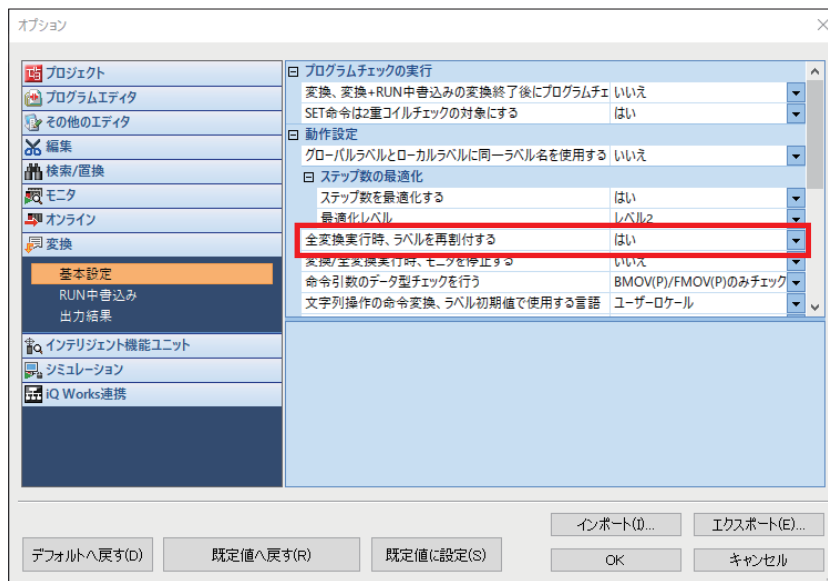 オプション
プロジェクト
プログラムエディタ
その他のエディタ
編集
検索/置換
モニタ
オンライン
変換
基本設定
RUN中書込み
出力結果
インテリジェント機能ユニット
シミュレーション
iQ Works連携
プログラムチェックの実行
変換、変換+RUN中書込みの変換終了後にプログラムチェ いいえ
SET命令は2重コイルチェックの対象にする はい
動作設定
グローバルラベルとローカルラベルに同一ラベル名を使用する いいえ
ステップ数の最適化
ステップ数を最適化する はい
最適化レベル レベル2
全変換実行時、ラベルを再割付する はい
変換/全変換実行時、モニタを停止する いいえ
命令引数のデータ型チェックを行う BMOV(P)/FMOV(P)のみチェック
文字列操作の命令変換、ラベル初期値で使用する言語 ユーザーロケール
インポート(I)... エクスポート(E)...
デフォルトへ戻す(D) 既定値へ戻す(R) 既定値に設定(S) OK キャンセル